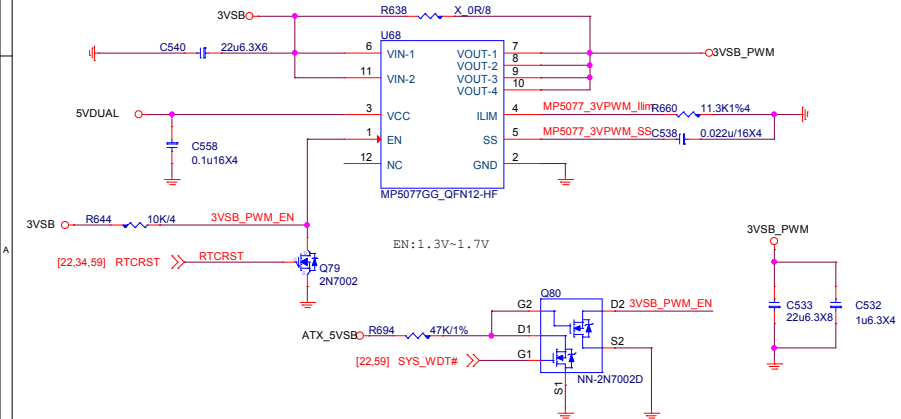 3VSB
R638
X_0R/8
U68
C540
22u6.3X6
6
VIN-1
VOUT-1
7
3VSB_PWM
VOUT-2
8
11
VIN-2
VOUT-3
9
VOUT-4
10
5VDUAL
3
VCC
ILIM
4
MP5077_3VPWM_Ilim
R660
11.3K1%4
1
EN
SS
5
MP5077_3VPWM_SS
C538
0.022u/16X4
C558
0.1u16X4
12
NC
GND
2
MP5077GG_QFN12-HF
3VSB
R644
10K/4
3VSB_PWM_EN
A
EN:1.3V~1.7V
3VSB_PWM
[22,34,59]
RTCRST
RTCRST
Q79
2N7002
Q80
G2
D2
3VSB_PWM_EN
C533
22u6.3X8
C532
1u6.3X4
ATX_5VSB
R694
47K/1%
D1
S2
[22,59]
SYS_WDT#
G1
NN-2N7002D
S1